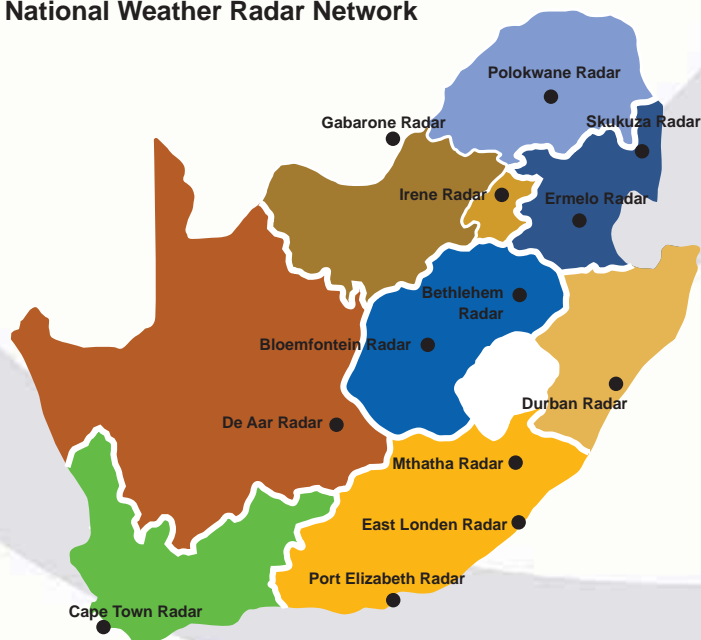 National Weather Radar Network
Polokwane Radar
Gabarone Radar
Skukuza Radar
Irene Radar
Ermelo Radar
Bethlehem
Radar
Bloemfontein Radar
Durban Radar
De Aar Radar
Mthatha Radar
East Londen Radar
Port Elizabeth Radar
Cape Town Radar